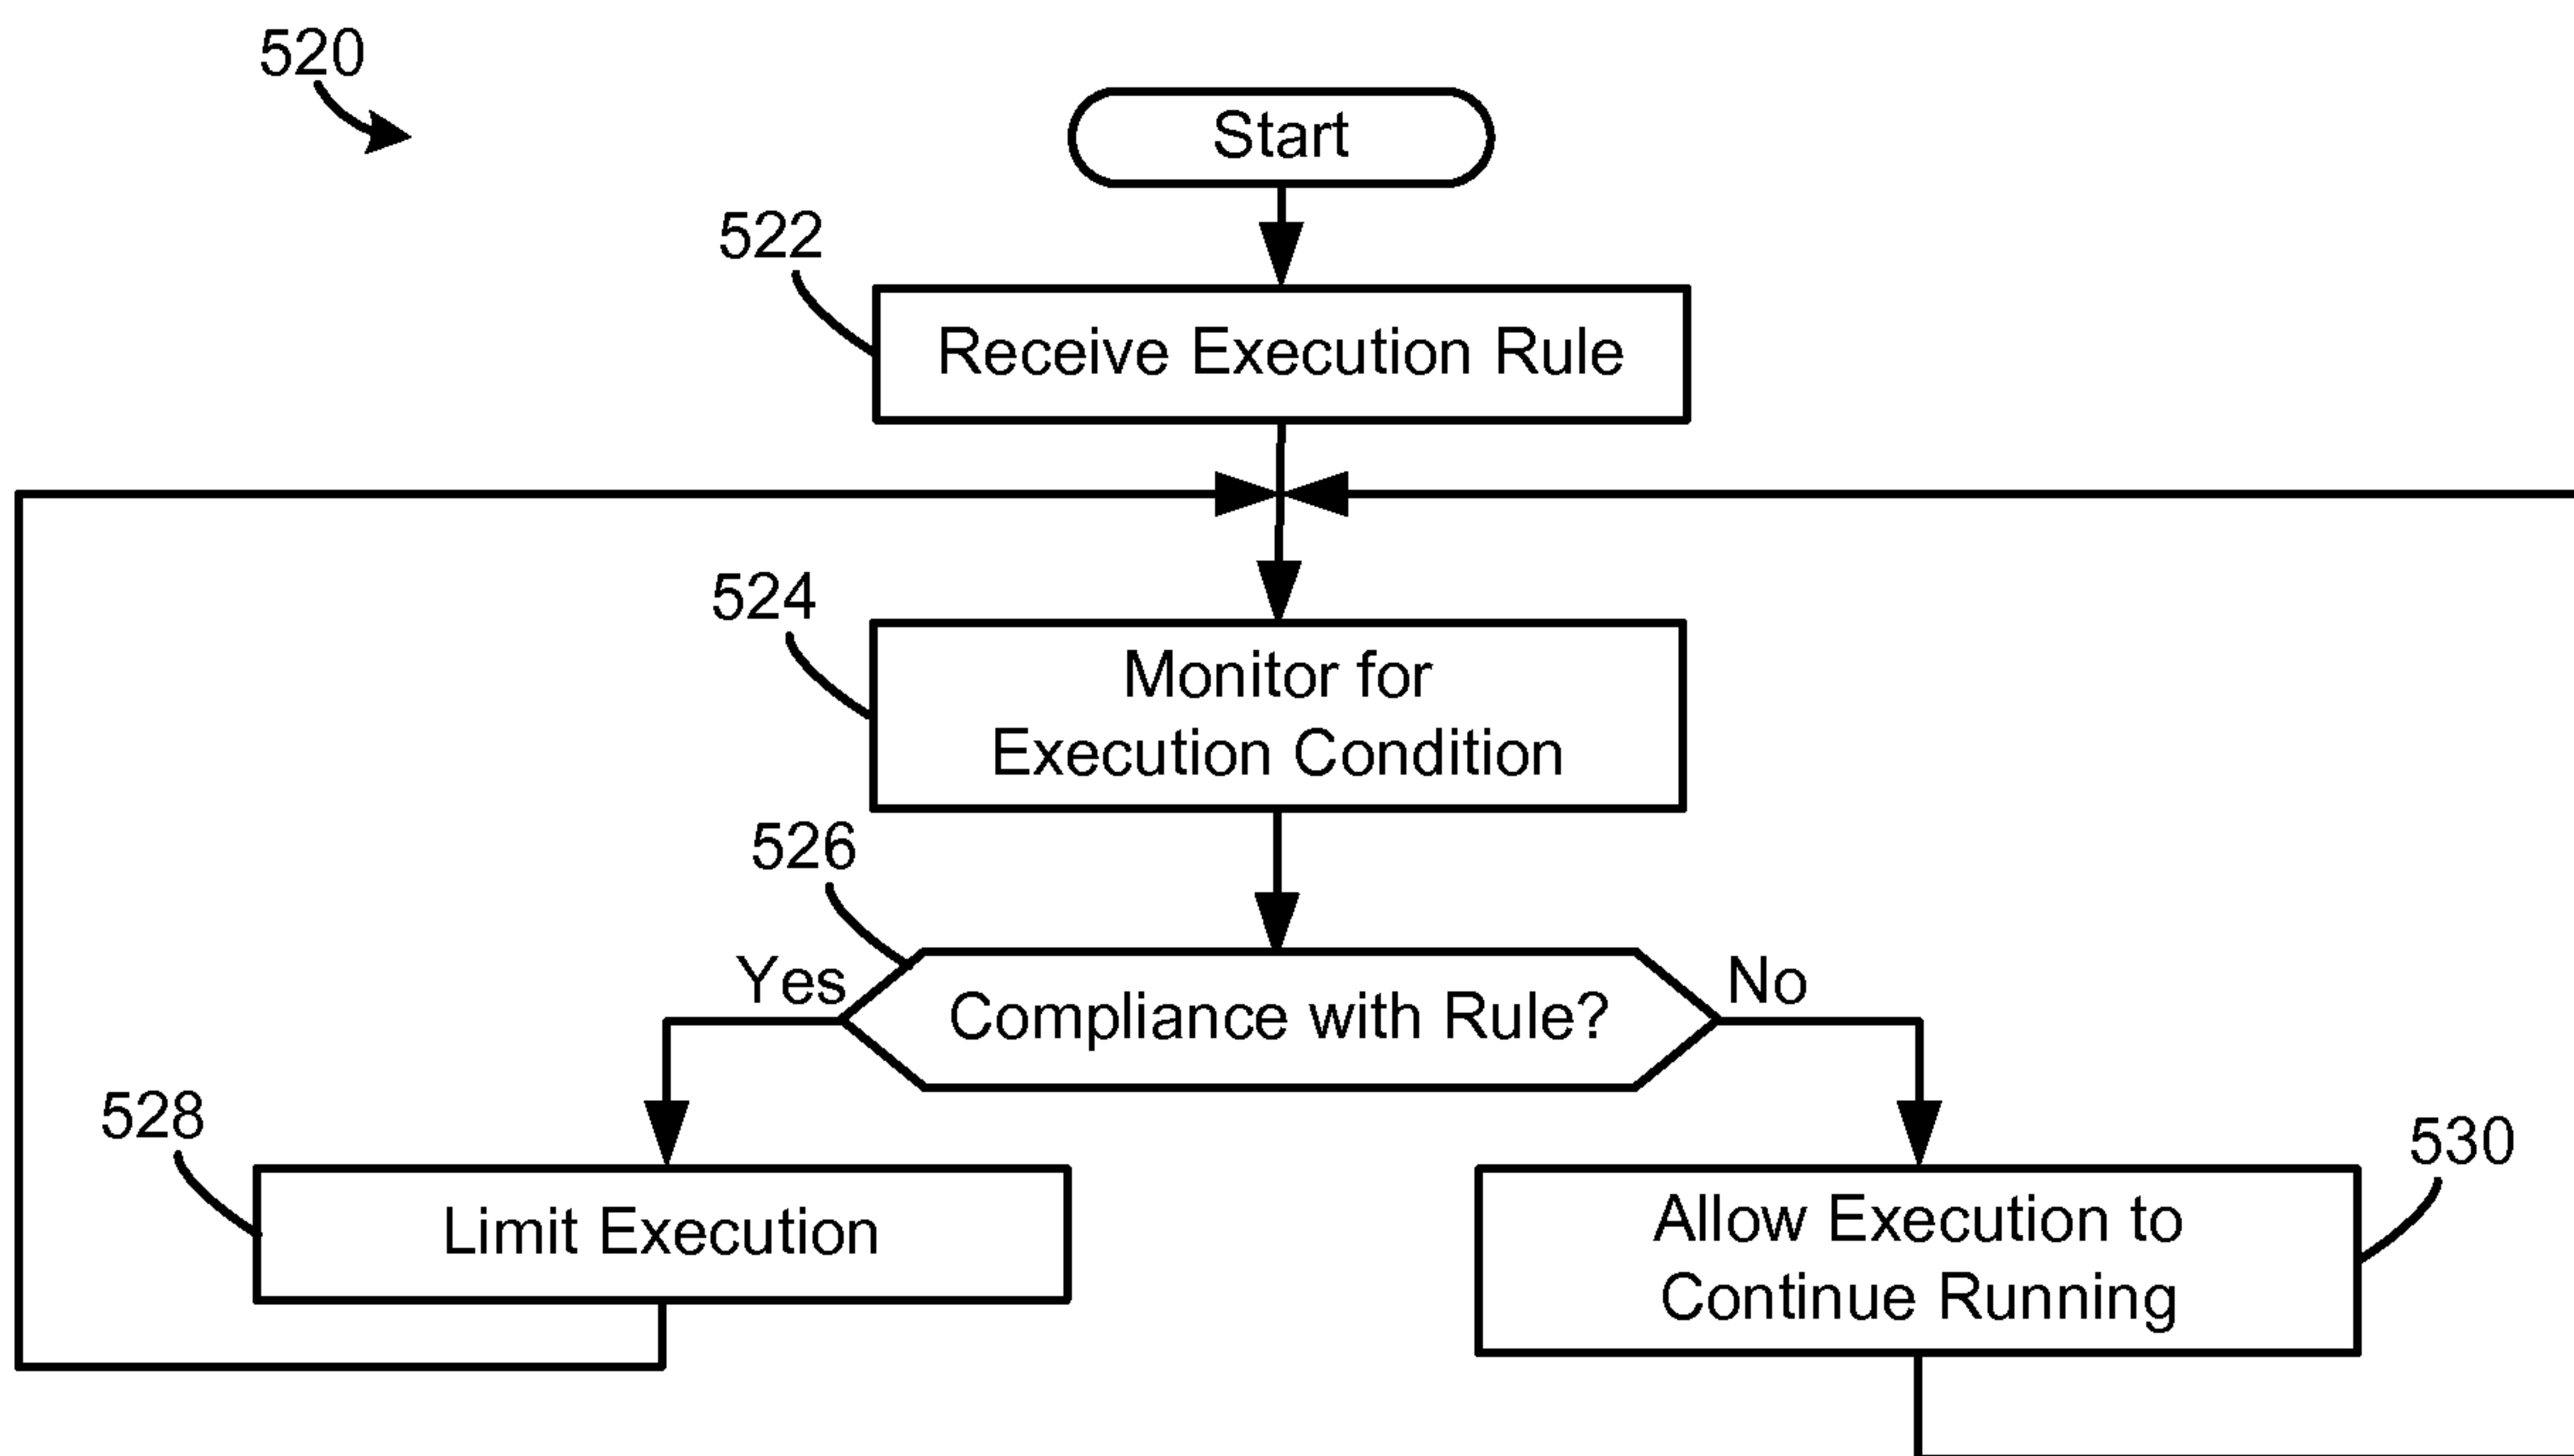 520
Start
522
Receive Execution Rule
524
Monitor for
Execution Condition
526
Yes
Compliance with Rule?
No
528
Limit Execution
530
Allow Execution to
Continue Running